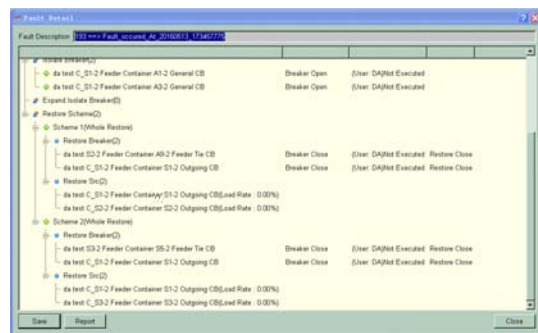 Fault Detail
Fault Description 193 ==> Fault_occured_At_20160513_173457775
Isolate Breaker(2)
da test C_S1-2 Feeder Container A1-2 General CB Breaker Open (User: DA)Not Executed
da test C_S1-2 Feeder Container A3-2 General CB Breaker Open (User: DA)Not Executed
Expand Isolate Breaker(0)
Restore Scheme(2)
Scheme 1(Whole Restore)
Restore Breaker(2)
da test S2-2 Feeder Container A9-2 Feeder Tie CB Breaker Close (User: DA)Not Executed Restore Close
da test C_S1-2 Feeder Container S1-2 Outgoing CB Breaker Close (User: DA)Not Executed Restore Close
Restore Src(2)
da test C_S1-2 Feeder Container S1-2 Outgoing CB(Load Rate : 0.00%)
da test C_S2-2 Feeder Container S2-2 Outgoing CB(Load Rate : 0.00%)
Scheme 2(Whole Restore)
Restore Breaker(2)
da test S3-2 Feeder Container S5-2 Feeder Tie CB Breaker Close (User: DA)Not Executed Restore Close
da test C_S1-2 Feeder Container S1-2 Outgoing CB Breaker Close (User: DA)Not Executed Restore Close
Restore Src(2)
da test C_S1-2 Feeder Container S1-2 Outgoing CB(Load Rate : 0.00%)
da test C_S3-2 Feeder Container S3-2 Outgoing CB(Load Rate : 0.00%)
Save Report Close